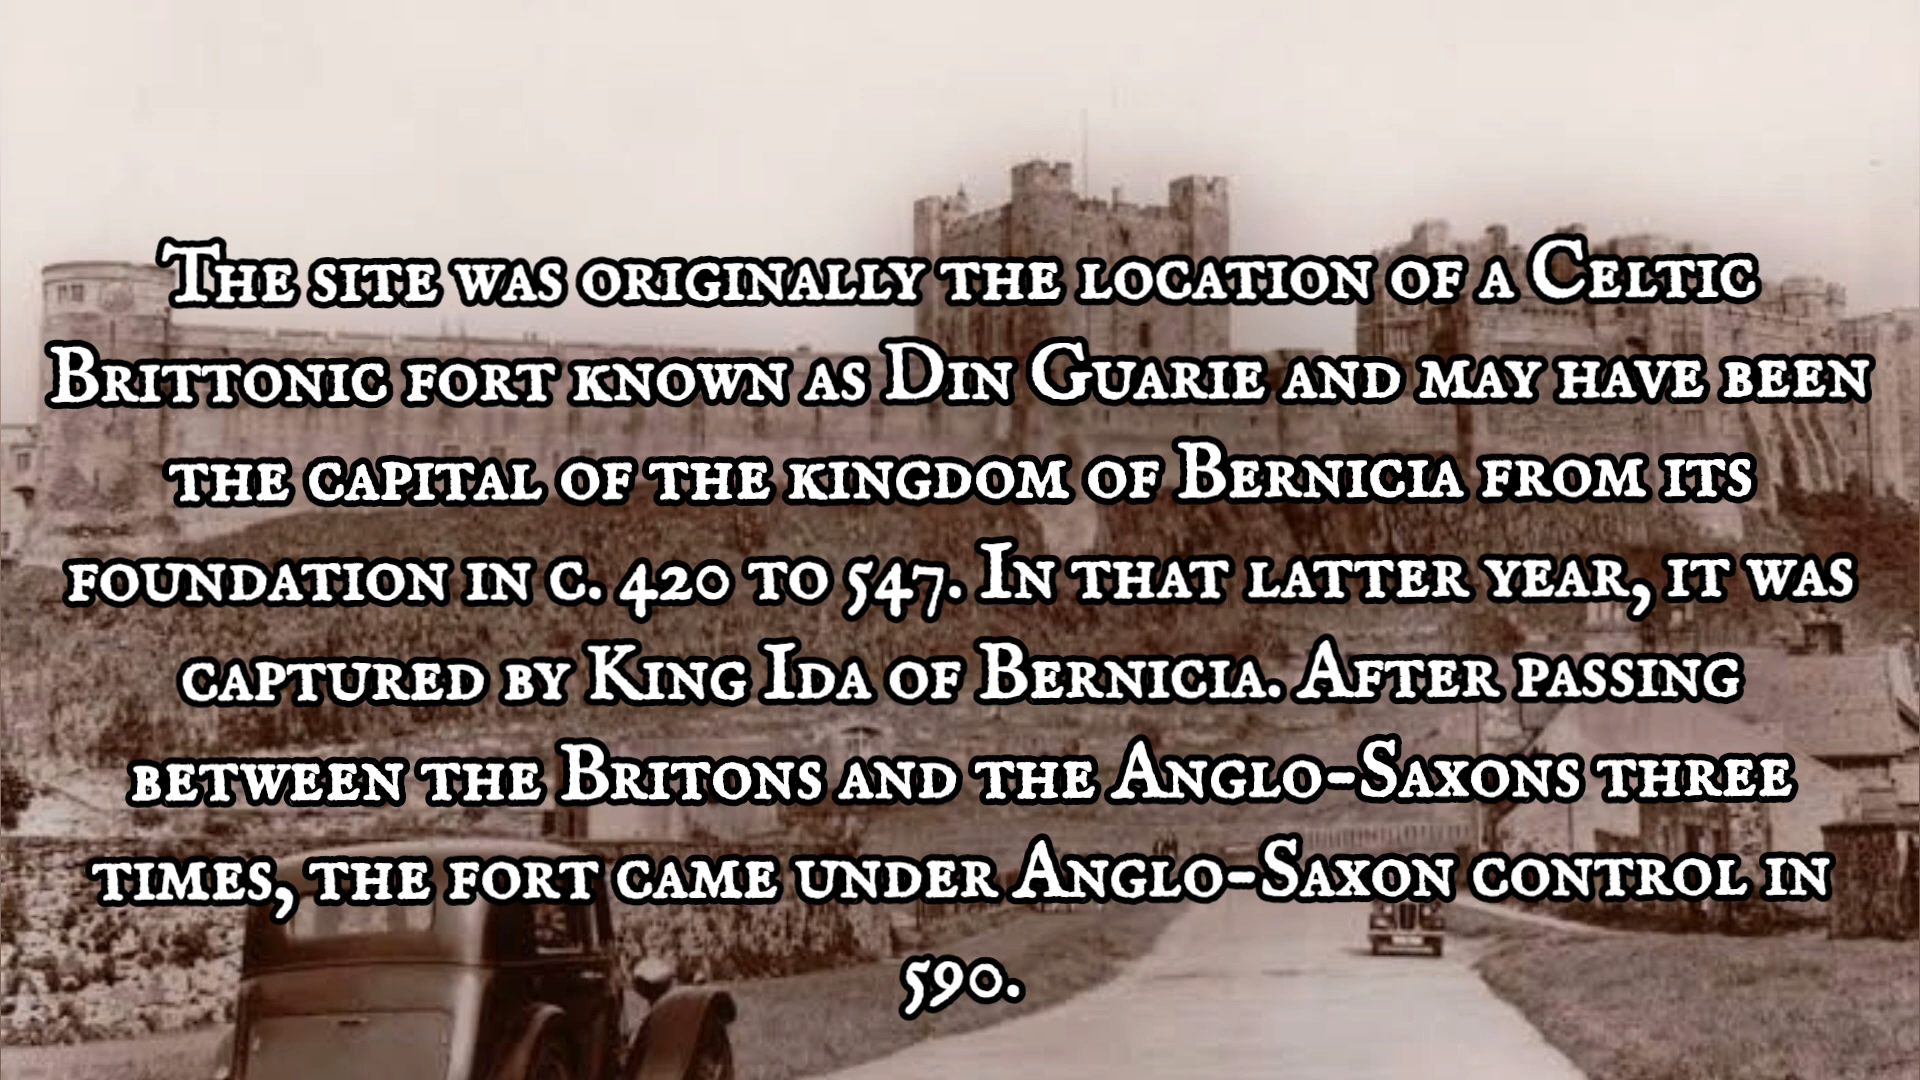 The site was originally the location of a Celtic
Brittonic fort known as Din Guarie and may have been
the capital of the kingdom of Bernicia from its
foundation in c. 420 to 547. In that latter year, it was
captured by King Ida of Bernicia. After passing
between the Britons and the Anglo-Saxons three
times, the fort came under Anglo-Saxon control in
590.